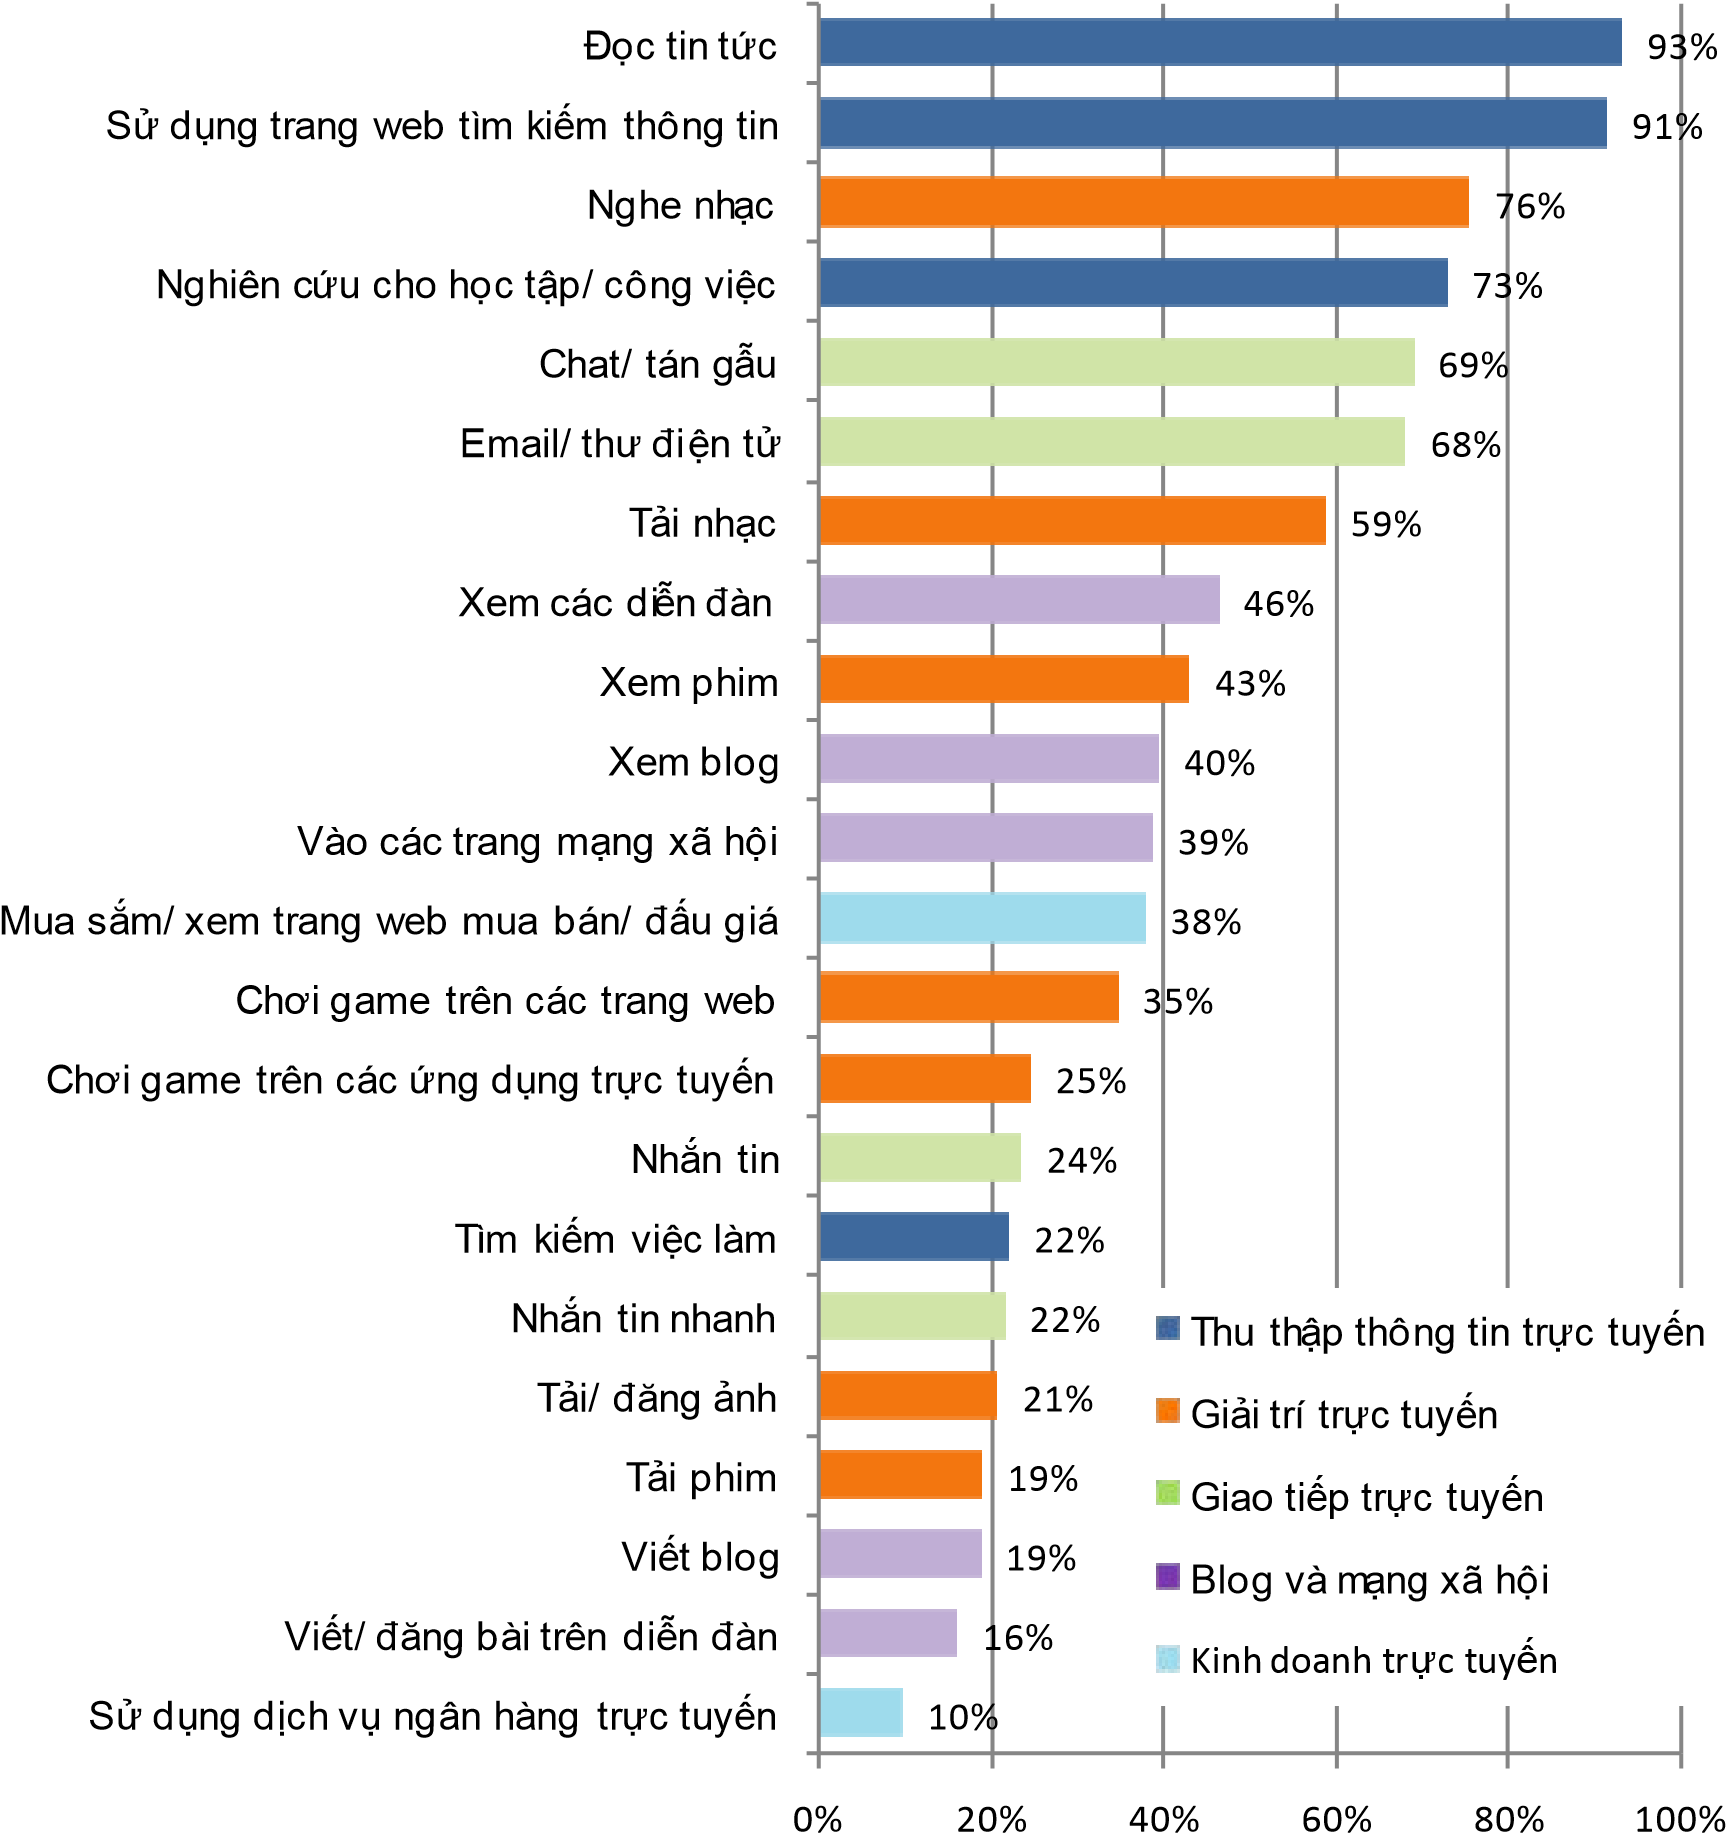 Đọc tin tức 93%
Sử dụng trang web tìm kiếm thông tin 91%
Nghe nhạc 76%
Nghiên cứu cho học tập/ công việc 73%
Chat/ tán gẫu 69%
Email/ thư điện tử 68%
Tải nhạc 59%
Xem các diễn đàn 46%
Xem phim 43%
Xem blog 40%
Vào các trang mạng xã hội 39%
Mua sắm/ xem trang web mua bán/ đấu giá 38%
Chơi game trên các trang web 35%
Chơi game trên các ứng dụng trực tuyến 25%
Nhắn tin 24%
Tìm kiếm việc làm 22%
Nhắn tin nhanh 22%
Tải/ đăng ảnh 21%
Tải phim 19%
Viết blog 19%
Viết/ đăng bài trên diễn đàn 16%
Sử dụng dịch vụ ngân hàng trực tuyến 10%
Thu thập thông tin trực tuyến
Giải trí trực tuyến
Giao tiếp trực tuyến
Blog và mạng xã hội
Kinh doanh trực tuyến
0% 20% 40% 60% 80% 100%